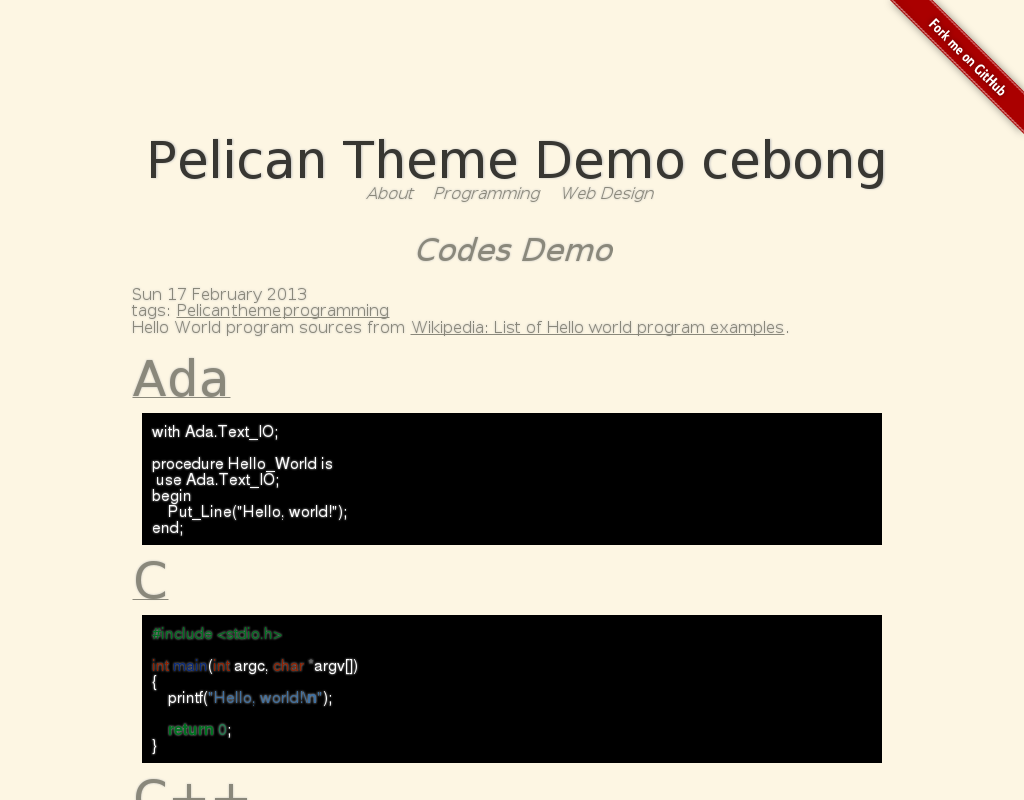 Fork me on GitHub
Pelican Theme Demo cebong
About Programming Web Design
Codes Demo
Sun 17 February 2013
tags: Pelicanthemeprogramming
Hello World program sources from Wikipedia: List of Hello world program examples.
Ada
with Ada.Text_IO;
procedure Hello_World is
use Ada.Text_IO;
begin
Put_Line("Hello, world!");
end;
C
#include <stdio.h>
int main(int argc, char *argv[])
{
printf("Hello, world!\n");
return 0;
}
C++